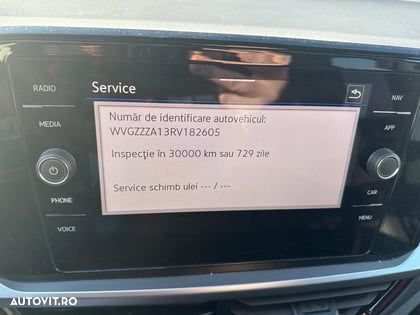 RADIO
MEDIA
PHONE
VOICE
Service
Număr de identificare autovehicul:
WVGZZZA13RV182605
Inspecție în 30000 km sau 729 zile
Service schimb ulei --- / ---
NAV
APP
CAR
MENU
AUTOVIT.RO